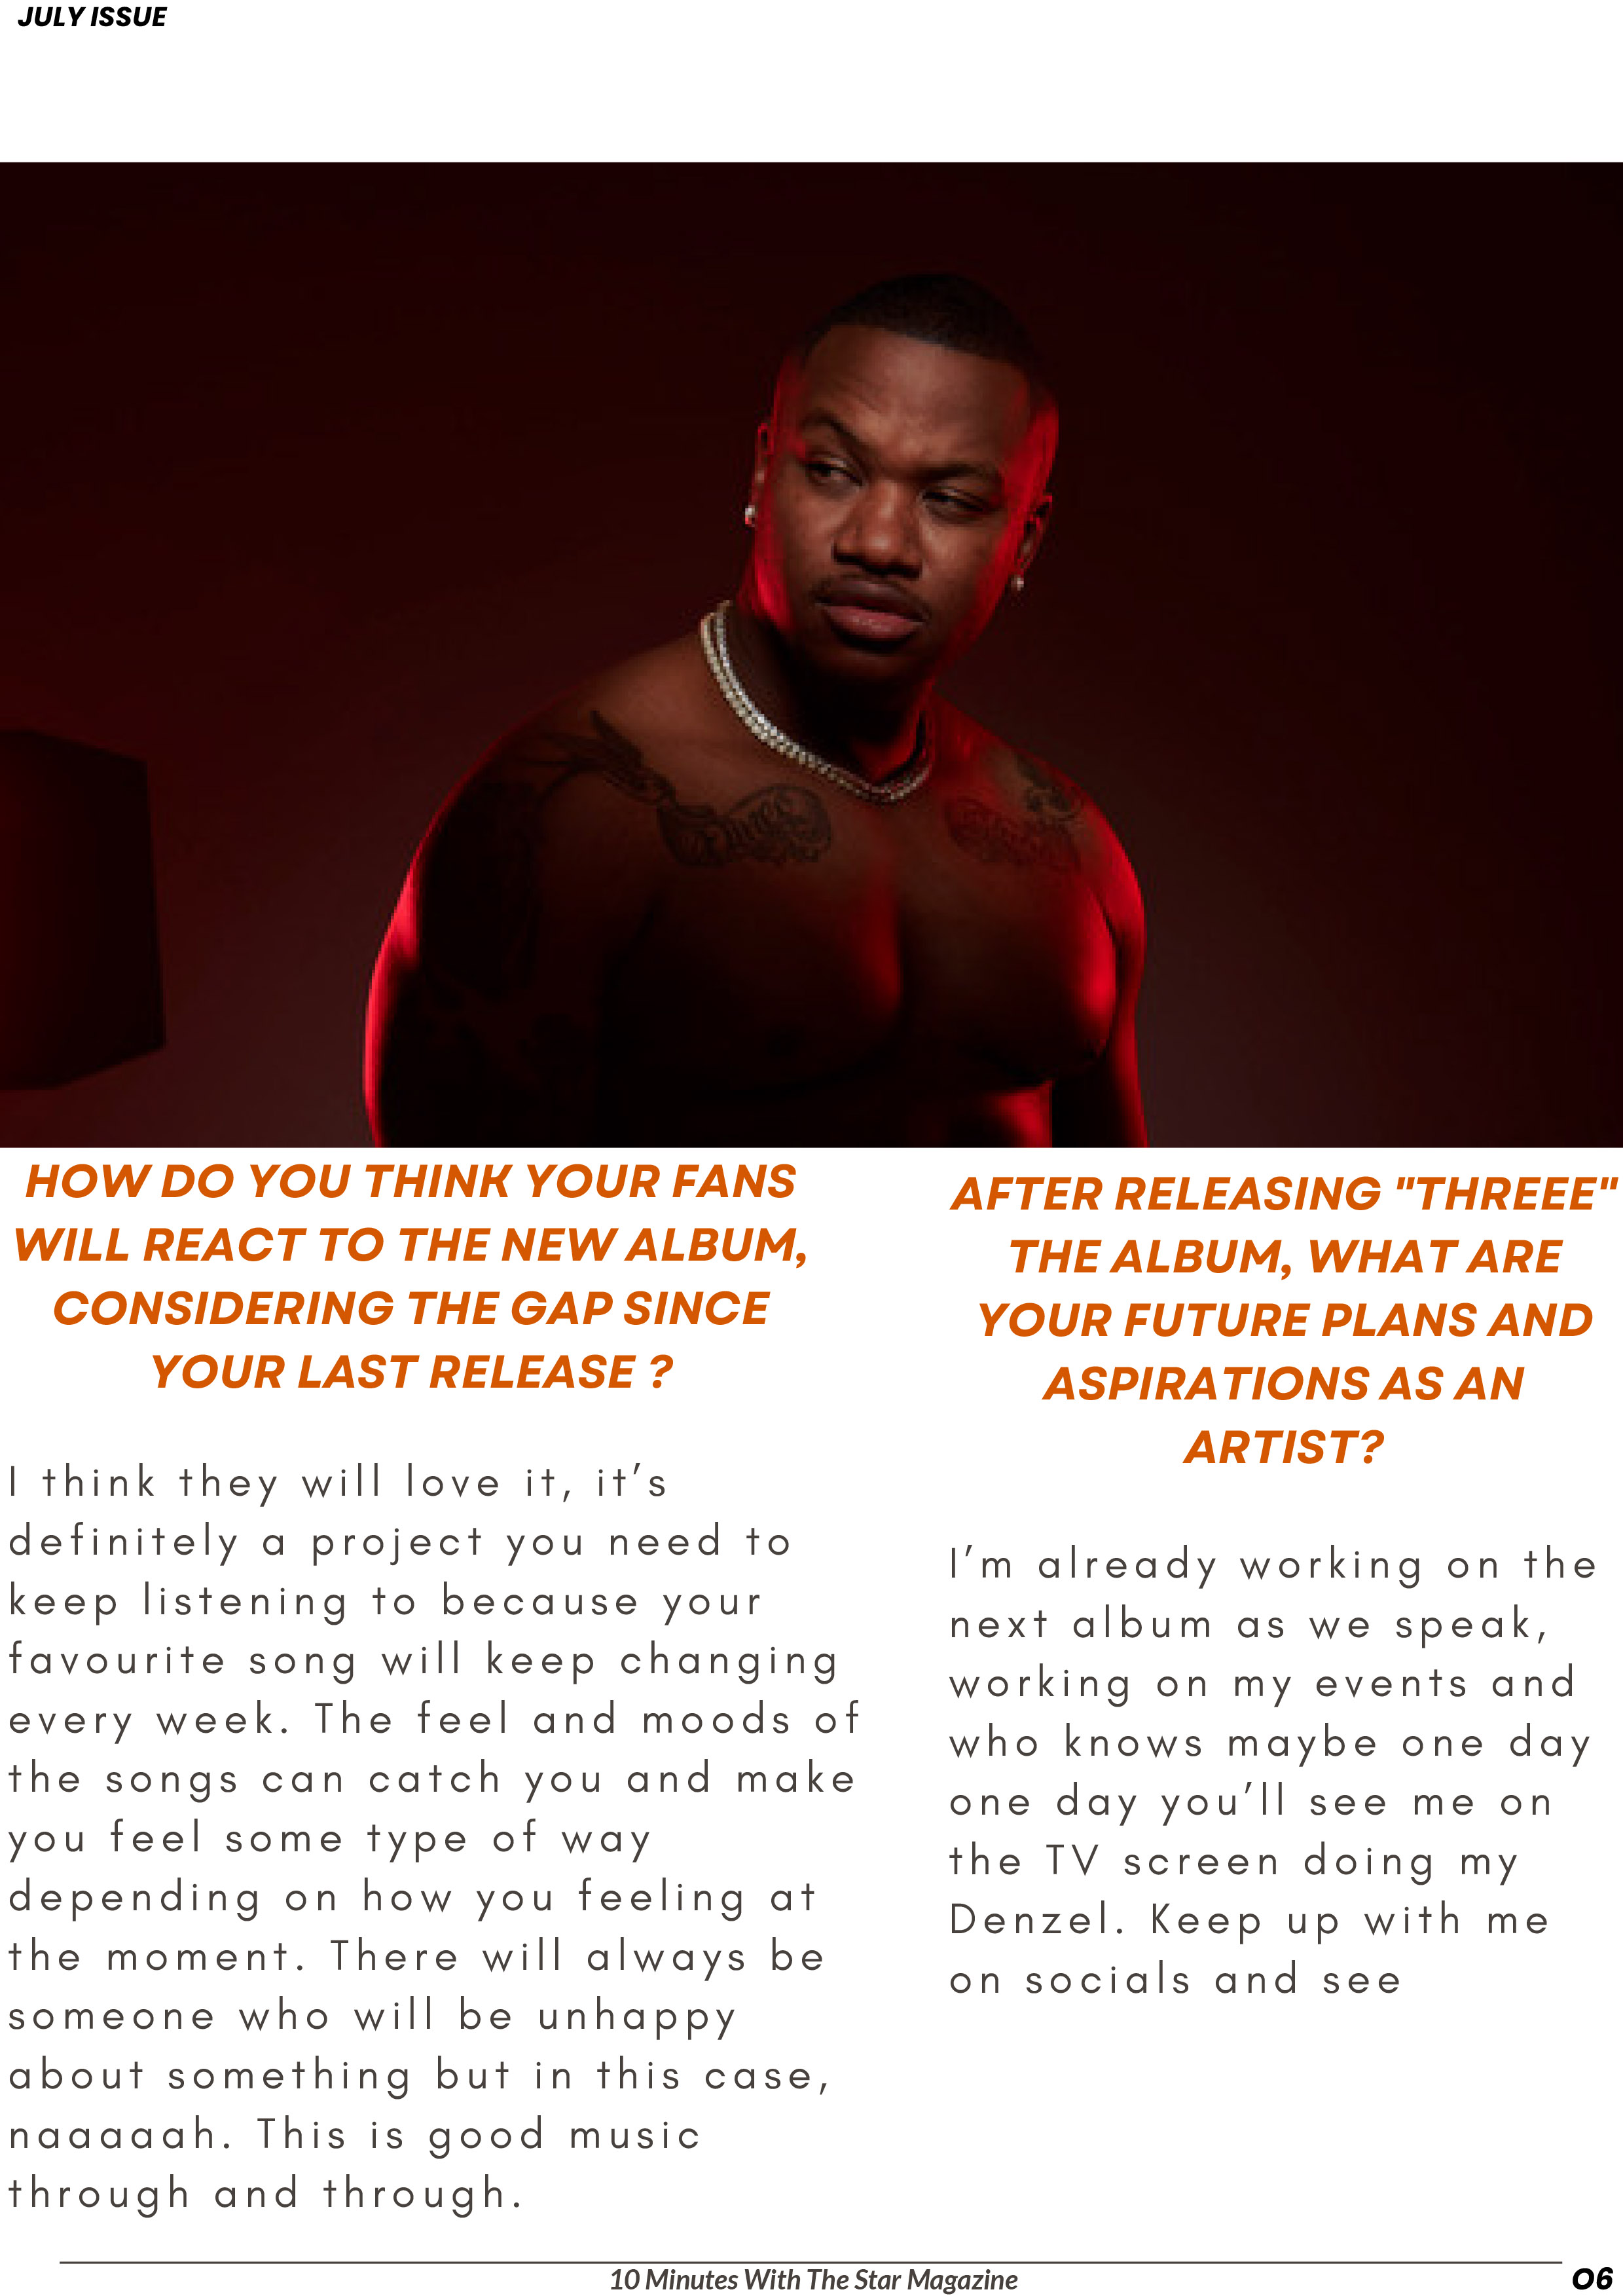 JULY ISSUE
HOW DO YOU THINK YOUR FANS
WILL REACT TO THE NEW ALBUM,
CONSIDERING THE GAP SINCE
YOUR LAST RELEASE ?
I think they will love it, it’s
definitely a project you need to
keep listening to because your
favourite song will keep changing
every week. The feel and moods of
the songs can catch you and make
you feel some type of way
depending on how you feeling at
the moment. There will always be
someone who will be unhappy
about something but in this case,
naaaaah. This is good music
through and through.
AFTER RELEASING "THREEE"
THE ALBUM, WHAT ARE
YOUR FUTURE PLANS AND
ASPIRATIONS AS AN
ARTIST?
I’m already working on the
next album as we speak,
working on my events and
who knows maybe one day
one day you’ll see me on
the TV screen doing my
Denzel. Keep up with me
on socials and see
10 Minutes With The Star Magazine
06